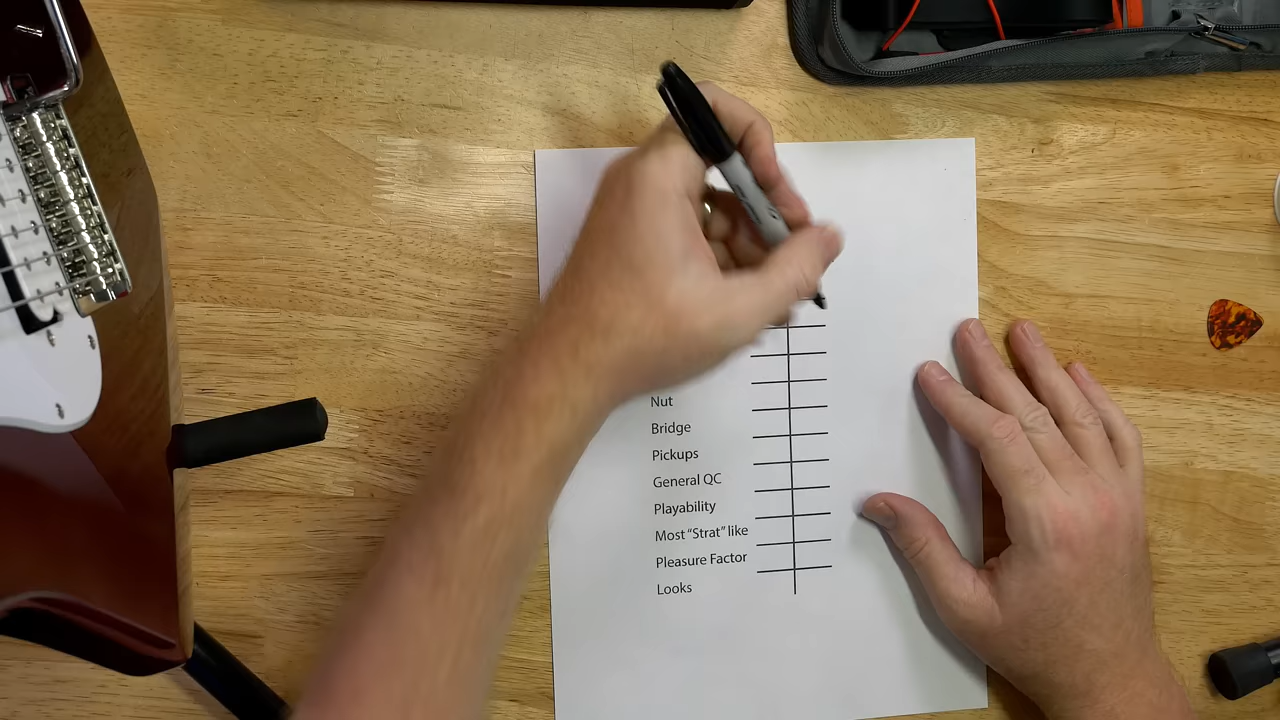 Nut
Bridge
Pickups
General QC
Playability
Most “Strat” like
Pleasure Factor
Looks